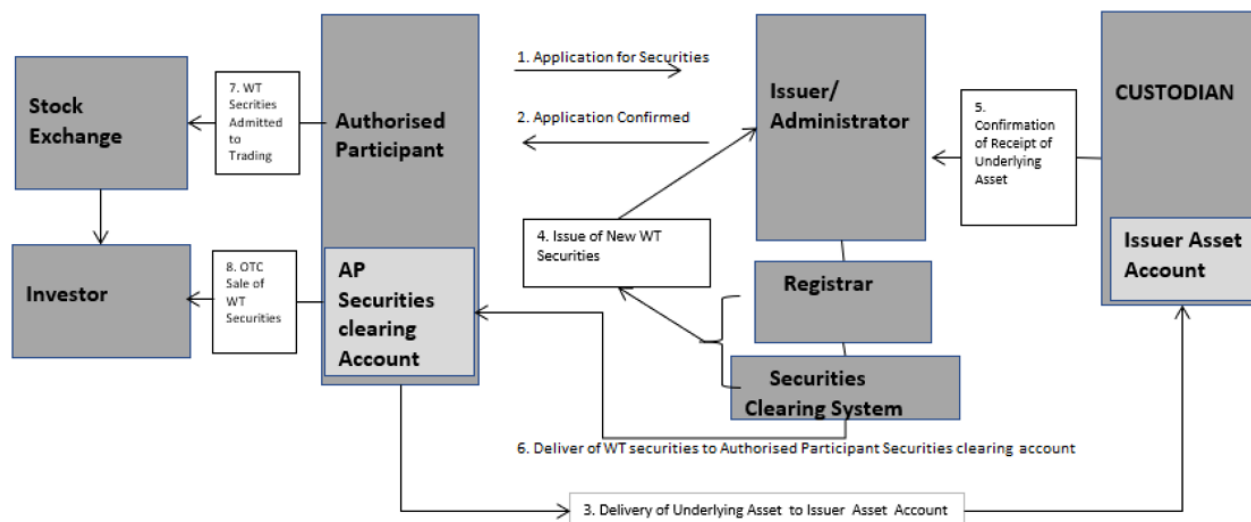 Stock
Exchange
7. WT
Secrities
Admitted
to
Trading
Authorised
Participant
1. Application for Securities
2. Application Confirmed
Issuer/
Administrator
5.
Confirmation
of Receipt of
Underlying
Asset
CUSTODIAN
Issuer Asset
Account
4. Issue of New WT
Securities
Investor
8. OTC
Sale of
WT
Securities
AP
Securities
clearing
Account
Registrar
Securities
Clearing System
6. Deliver of WT securities to Authorised Participant Securities clearing account
3. Delivery of Underlying Asset to Issuer Asset Account